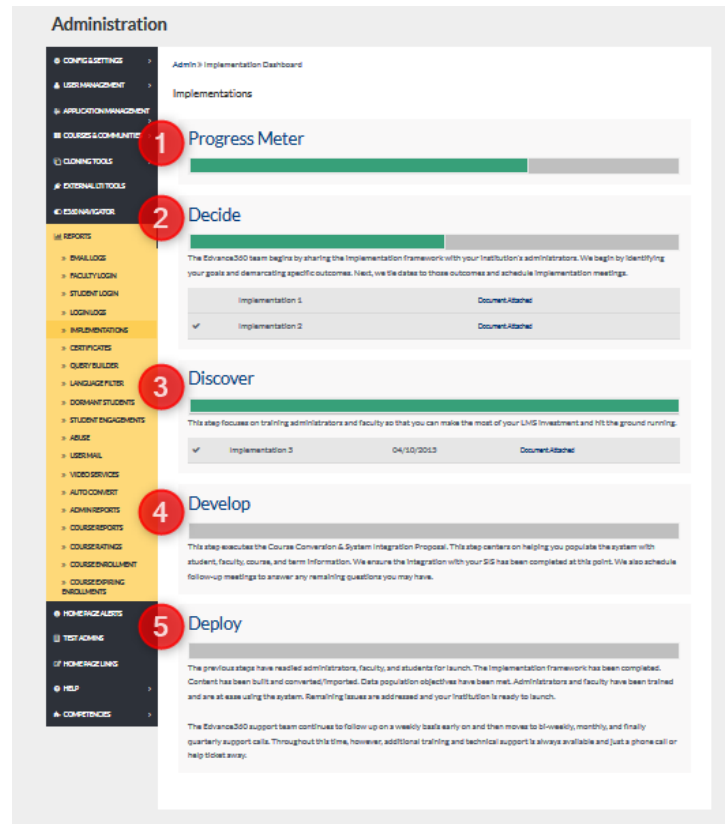 Administration
CONFIG & SETTINGS
USER MANAGEMENT
APPLICATION MANAGEMENT
COURSES & COMMUNITIES
CLONING TOOLS
EXTERNAL LTI TOOLS
E360 NAVIGATOR
REPORTS
» EMAIL LOGS
» FACULTY LOGIN
» STUDENT LOGIN
» LOGIN LOGS
» IMPLEMENTATIONS
» CERTIFICATES
» QUERY BUILDER
» LANGUAGE FILTER
» DORMANT STUDENTS
» STUDENT ENGAGEMENTS
» ABUSE
» USER MAIL
» VIDEO SERVICES
» AUTO CONVERT
» ADMIN REPORTS
» COURSE REPORTS
» COURSE RATINGS
» COURSE ENROLLMENT
» COURSE EXPIRING
ENROLLMENTS
HOME PAGE ALERTS
TEST ADMINS
HOME PAGE LINKS
HELP
COMPETENCIES
Admin » Implementation Dashboard
Implementations
1 Progress Meter
2 Decide
The Edvance360 team begins by sharing the implementation framework with your institution's administrators. We begin by identifying
your goals and demarcating specific outcomes. Next, we tie dates to those outcomes and schedule implementation meetings.
Implementation 1 Document Attached
✔ Implementation 2 Document Attached
3 Discover
This step focuses on training administrators and faculty so that you can make the most of your LMS investment and hit the ground running.
✔ Implementation 3 04/10/2013 Document Attached
4 Develop
This step executes the Course Conversion & System Integration Proposal. This step centers on helping you populate the system with
student, faculty, course, and term information. We ensure the integration with your SIS has been completed at this point. We also schedule
follow-up meetings to answer any remaining questions you may have.
5 Deploy
The previous steps have readied administrators, faculty, and students for launch. The implementation framework has been completed.
Content has been built and converted/imported. Data population objectives have been met. Administrators and faculty have been trained
and are at ease using the system. Remaining issues are addressed and your institution is ready to launch.
The Edvance360 support team continues to follow up on a weekly basis early on and then moves to bi-weekly, monthly, and finally
quarterly support calls. Throughout this time, however, additional training and technical support is always available and just a phone call or
help ticket away.